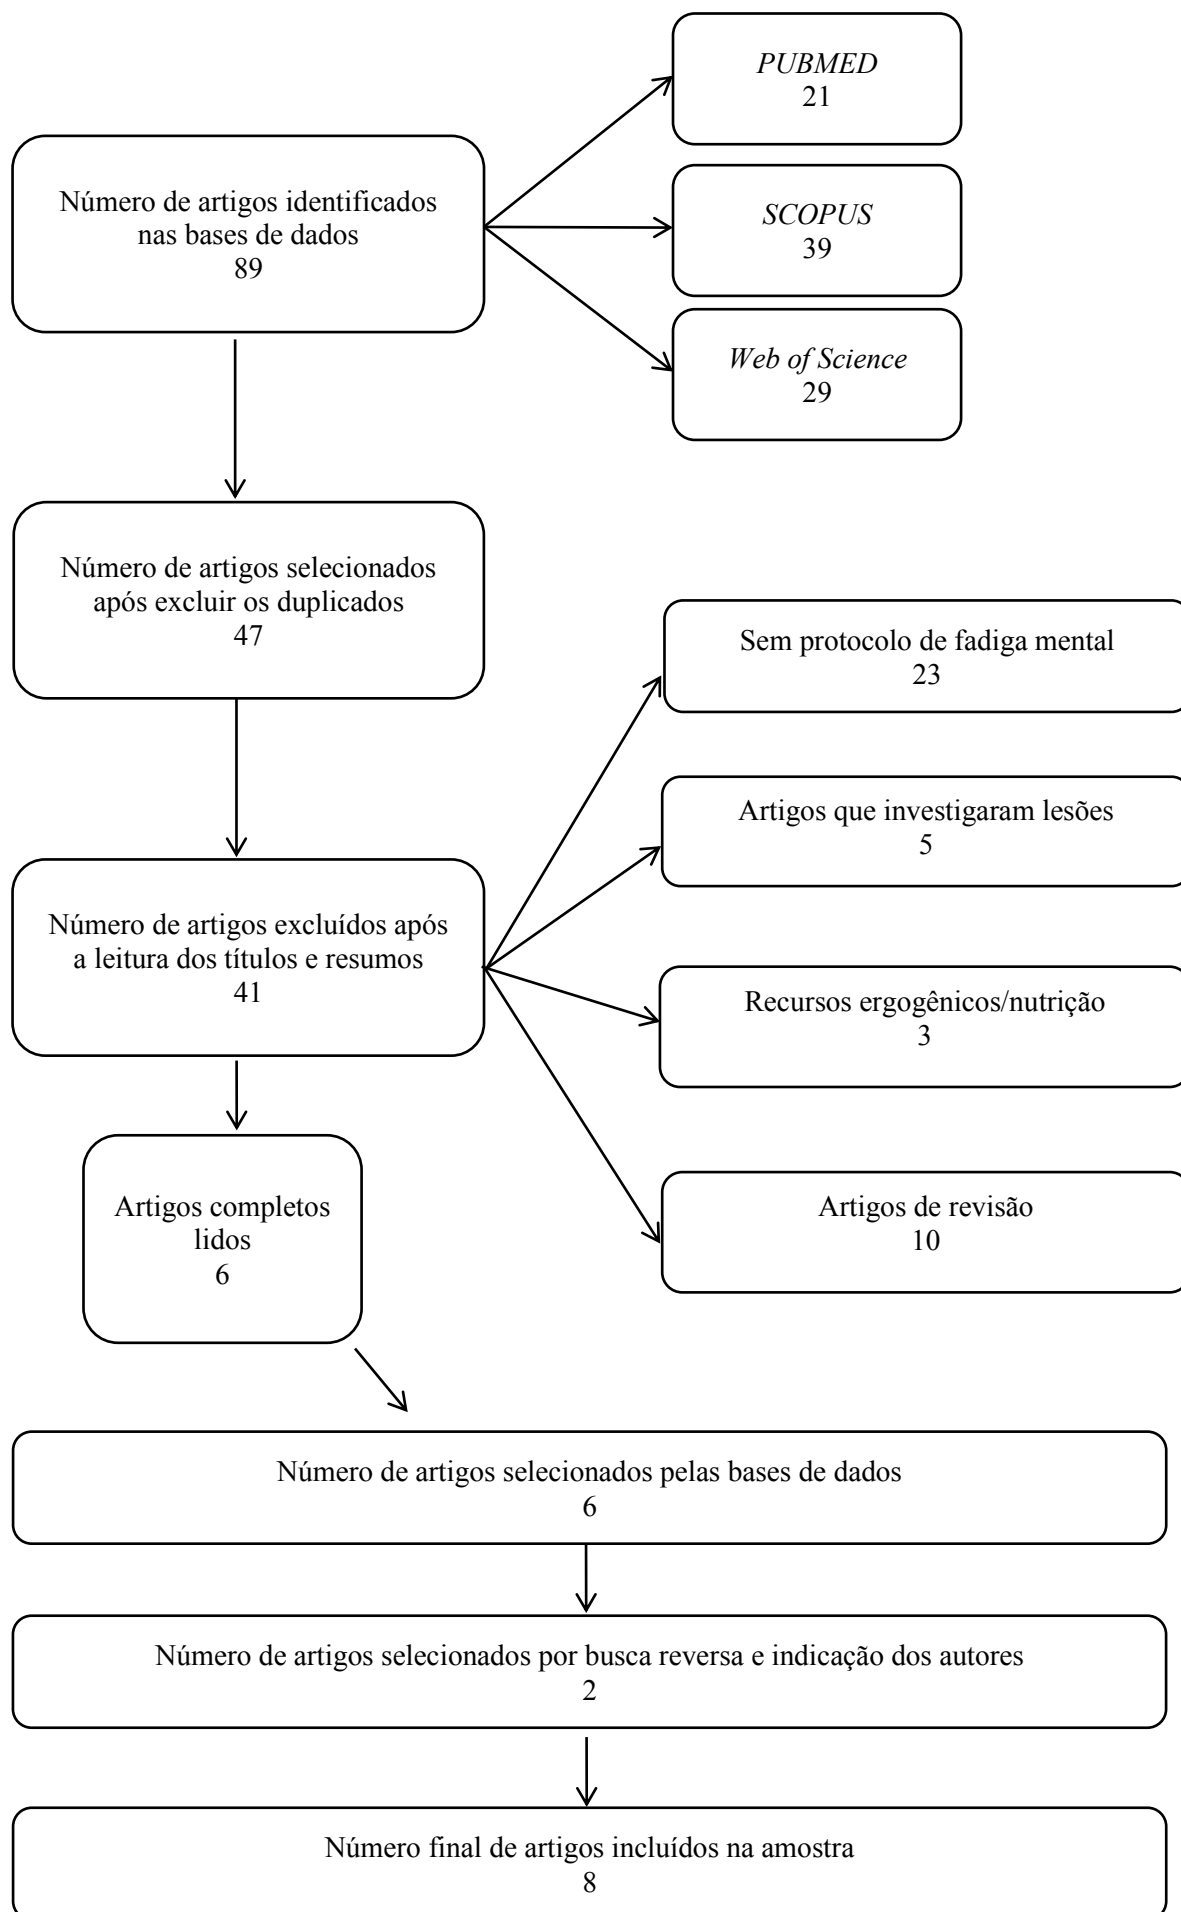 PUBMED
21
Número de artigos identificados
nas bases de dados
89
SCOPUS
39
Web of Science
29
Número de artigos selecionados
após excluir os duplicados
47
Sem protocolo de fadiga mental
23
Artigos que investigaram lesões
5
Número de artigos excluídos após
a leitura dos títulos e resumos
41
Recursos ergogênicos/nutrição
3
Artigos de revisão
10
Artigos completos
lidos
6
Número de artigos selecionados pelas bases de dados
6
Número de artigos selecionados por busca reversa e indicação dos autores
2
Número final de artigos incluídos na amostra
8